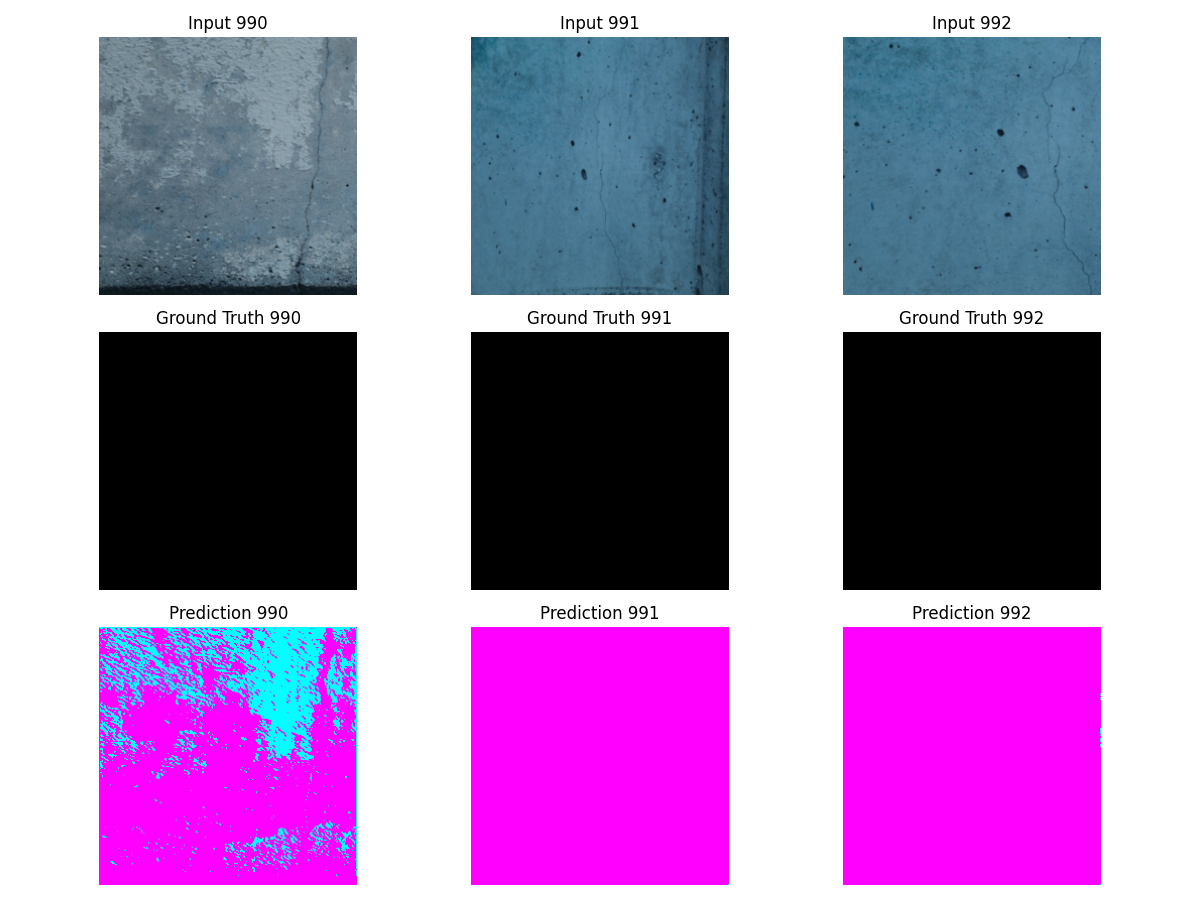 Input 990
Input 991
Input 992
Ground Truth 990
Ground Truth 991
Ground Truth 992
Prediction 990
Prediction 991
Prediction 992